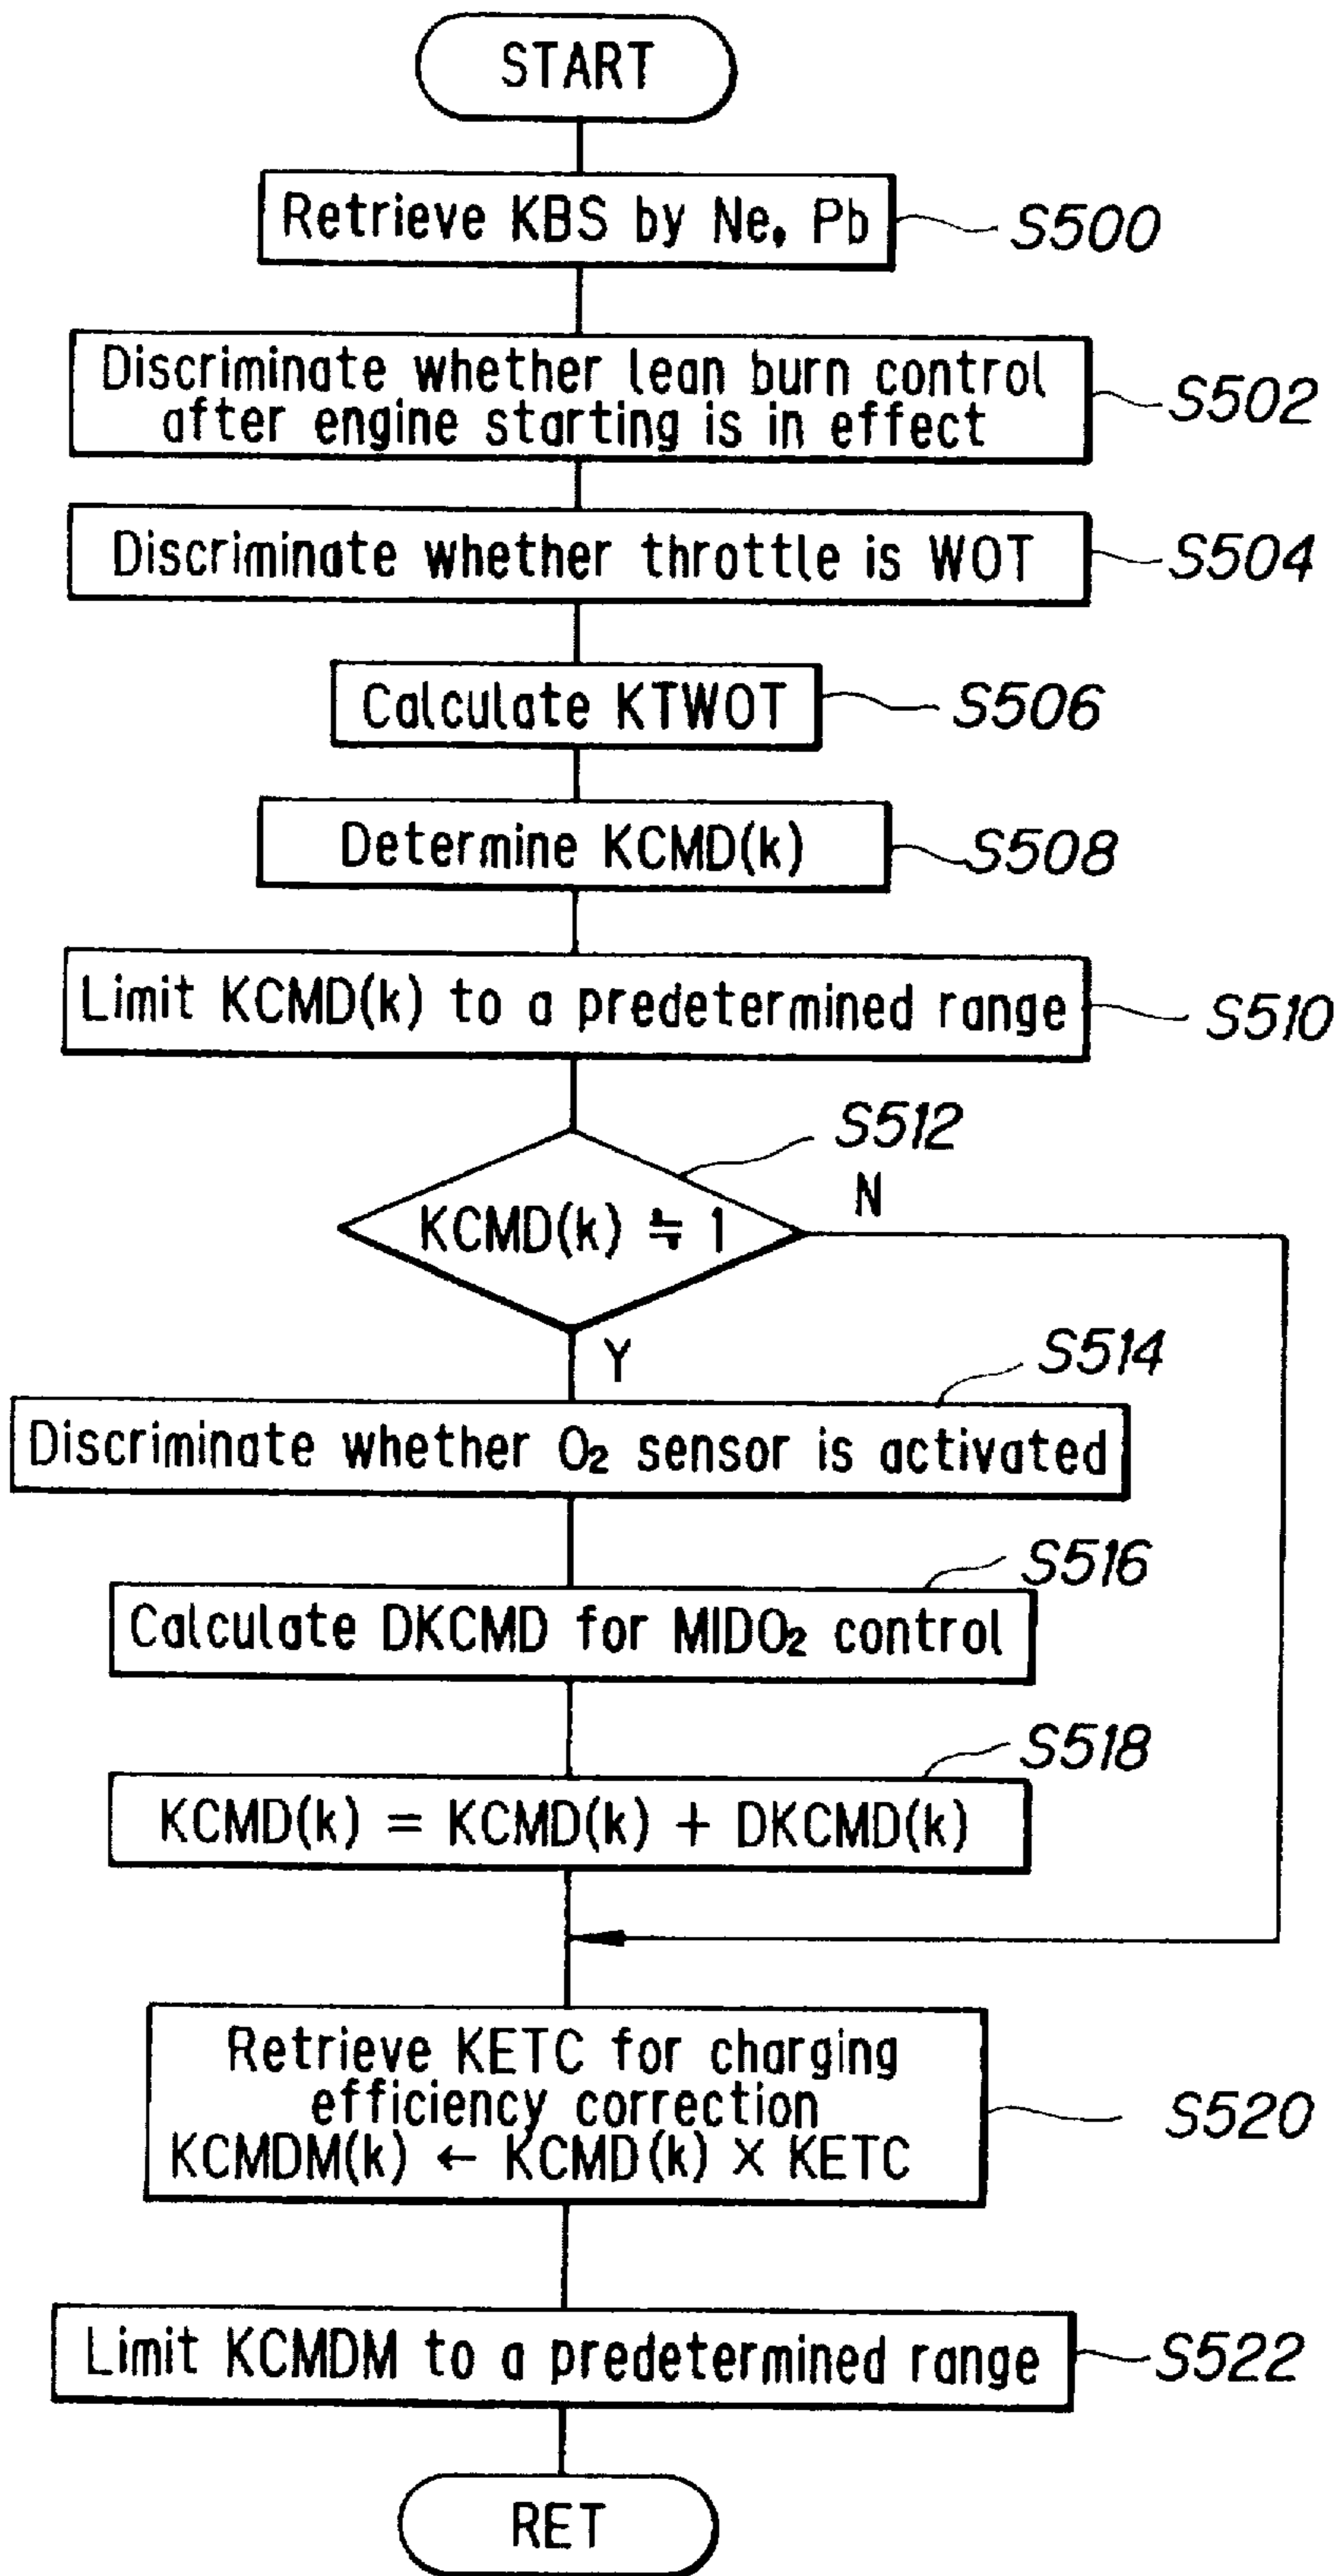 START
Retrieve KBS by Ne, Pb
S500
Discriminate whether lean burn control
after engine starting is in effect
S502
Discriminate whether throttle is WOT
S504
Calculate KTWOT
S506
Determine KCMD(k)
S508
Limit KCMD(k) to a predetermined range
S510
S512
KCMD(k) ≒ 1
N
Y
S514
Discriminate whether O₂ sensor is activated
S516
Calculate DKCMD for MIDO₂ control
S518
KCMD(k) = KCMD(k) + DKCMD(k)
Retrieve KETC for charging
efficiency correction
KCMDM(k) ← KCMD(k) × KETC
S520
Limit KCMDM to a predetermined range
S522
RET